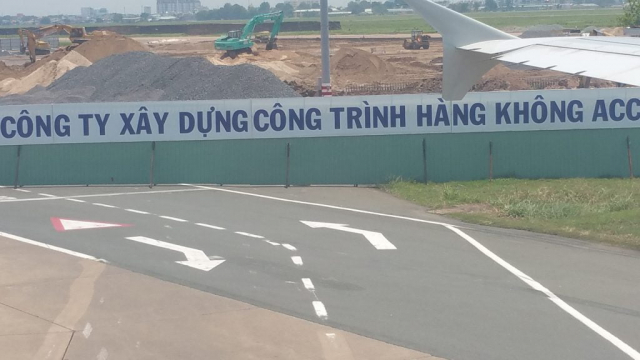 CÔNG TY XÂY DỰNG CÔNG TRÌNH HÀNG KHÔNG ACC